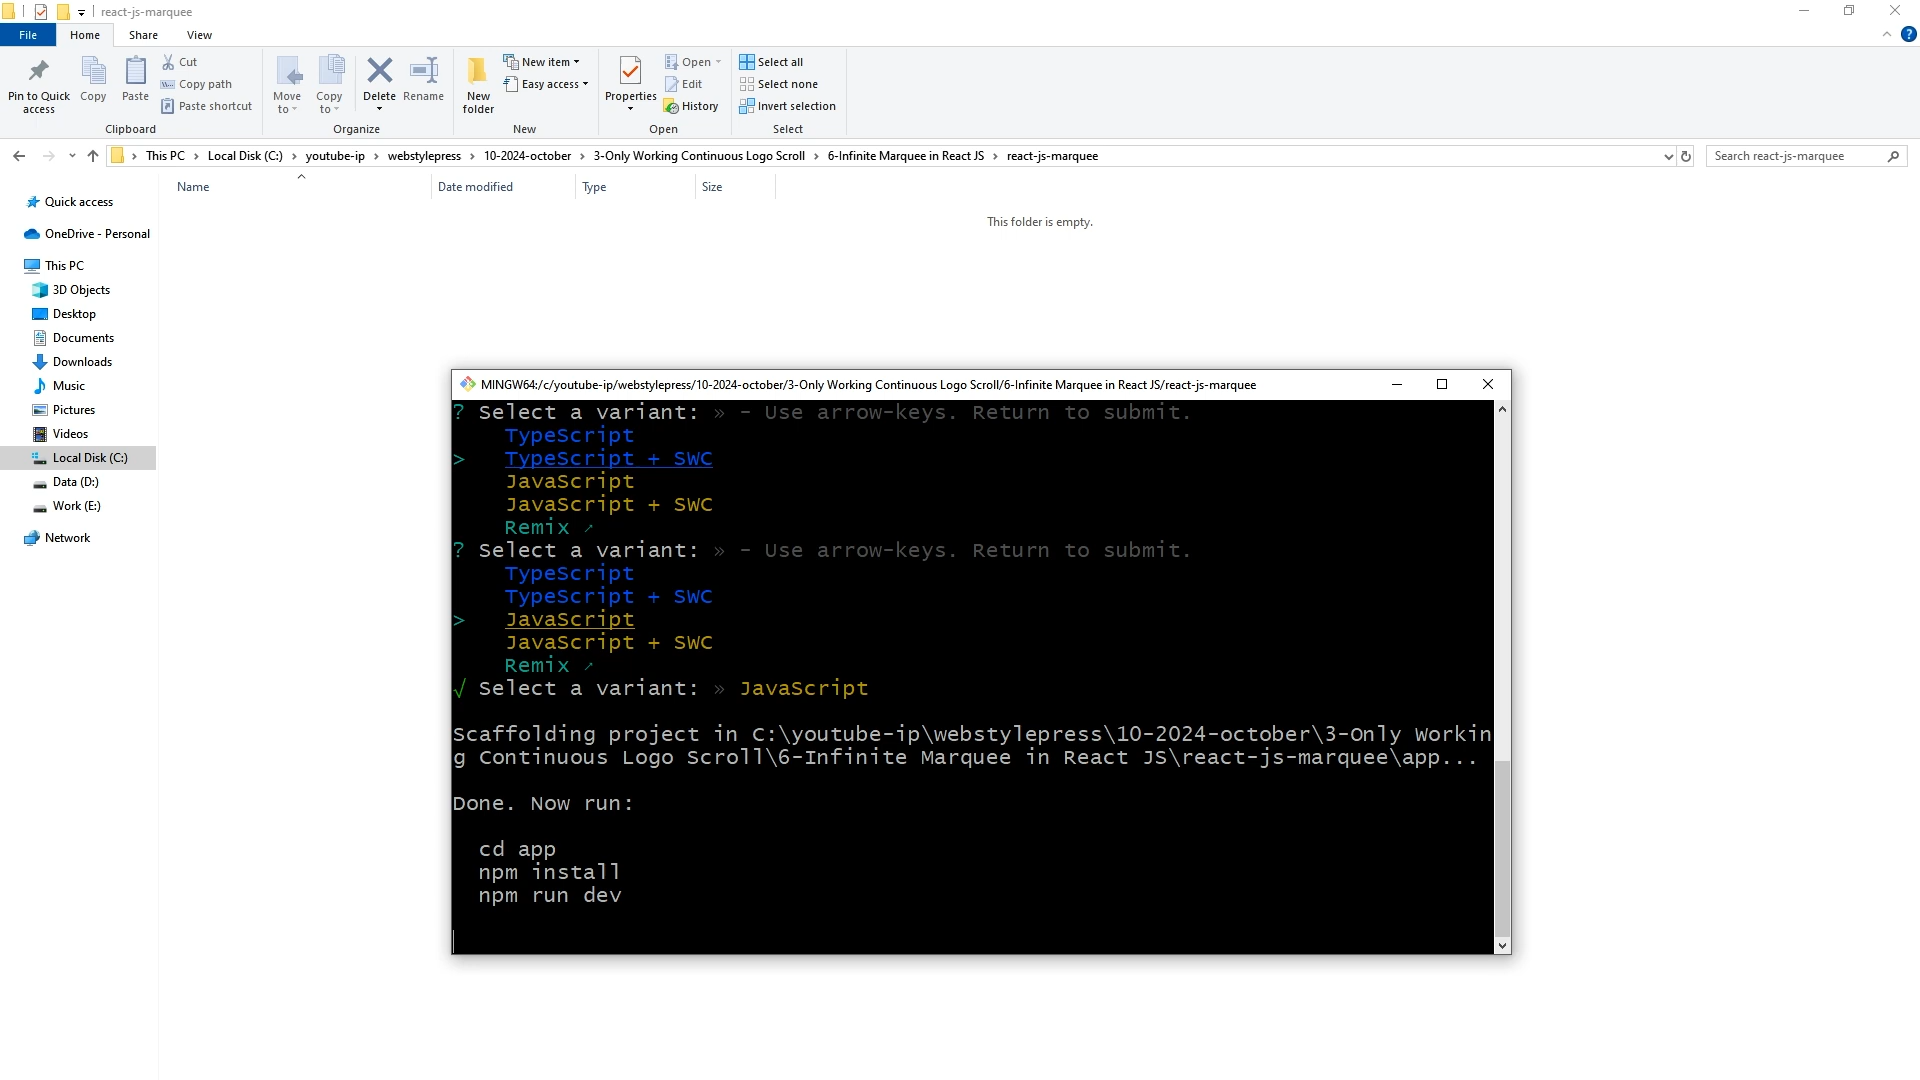 react-js-marquee
File Home Share View
Pin to Quick access
Copy
Paste
Cut
Copy path
Paste shortcut
Clipboard
Move to
Copy to
Delete
Rename
Organize
New folder
New item
Easy access
New
Properties
Open
Edit
History
Open
Select all
Select none
Invert selection
Select
This PC › Local Disk (C:) › youtube-ip › webstylepress › 10-2024-october › 3-Only Working Continuous Logo Scroll › 6-Infinite Marquee in React JS › react-js-marquee
Search react-js-marquee
Name Date modified Type Size
This folder is empty.
Quick access
OneDrive - Personal
This PC
3D Objects
Desktop
Documents
Downloads
Music
Pictures
Videos
Local Disk (C:)
Data (D:)
Work (E:)
Network
MINGW64:/c/youtube-ip/webstylepress/10-2024-october/3-Only Working Continuous Logo Scroll/6-Infinite Marquee in React JS/react-js-marquee
? Select a variant: » - Use arrow-keys. Return to submit.
TypeScript
> TypeScript + SWC
JavaScript
JavaScript + SWC
Remix ↗
? Select a variant: » - Use arrow-keys. Return to submit.
TypeScript
TypeScript + SWC
> JavaScript
JavaScript + SWC
Remix ↗
√ Select a variant: » JavaScript
Scaffolding project in C:\youtube-ip\webstylepress\10-2024-october\3-Only Workin
g Continuous Logo Scroll\6-Infinite Marquee in React JS\react-js-marquee\app...
Done. Now run:
cd app
npm install
npm run dev